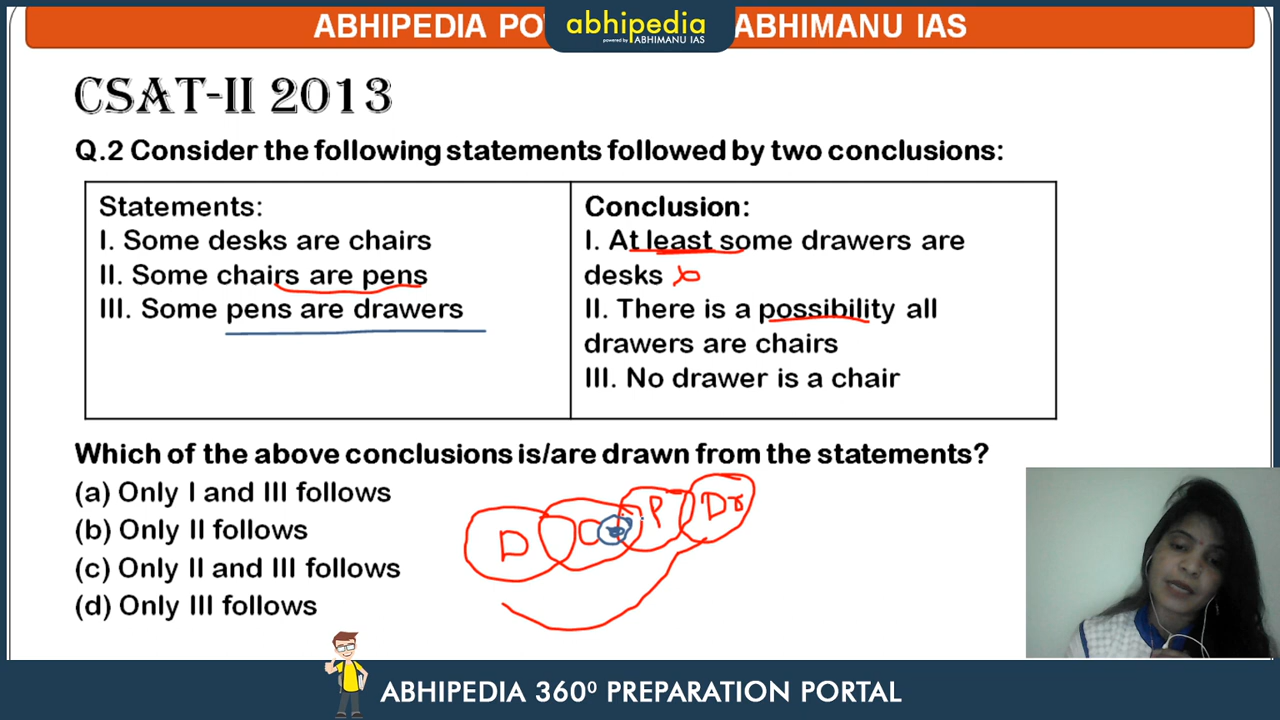 ABHIPEDIA PO
abhipedia
powered by ABHIMANU IAS
ABHIMANU IAS
CSAT-II 2013
Q.2 Consider the following statements followed by two conclusions:
Statements:
I. Some desks are chairs
II. Some chairs are pens
III. Some pens are drawers
Conclusion:
I. At least some drawers are
desks
II. There is a possibility all
drawers are chairs
III. No drawer is a chair
Which of the above conclusions is/are drawn from the statements?
(a) Only I and III follows
(b) Only II follows
(c) Only II and III follows
(d) Only III follows
D C P Dr
ABHIPEDIA 360⁰ PREPARATION PORTAL